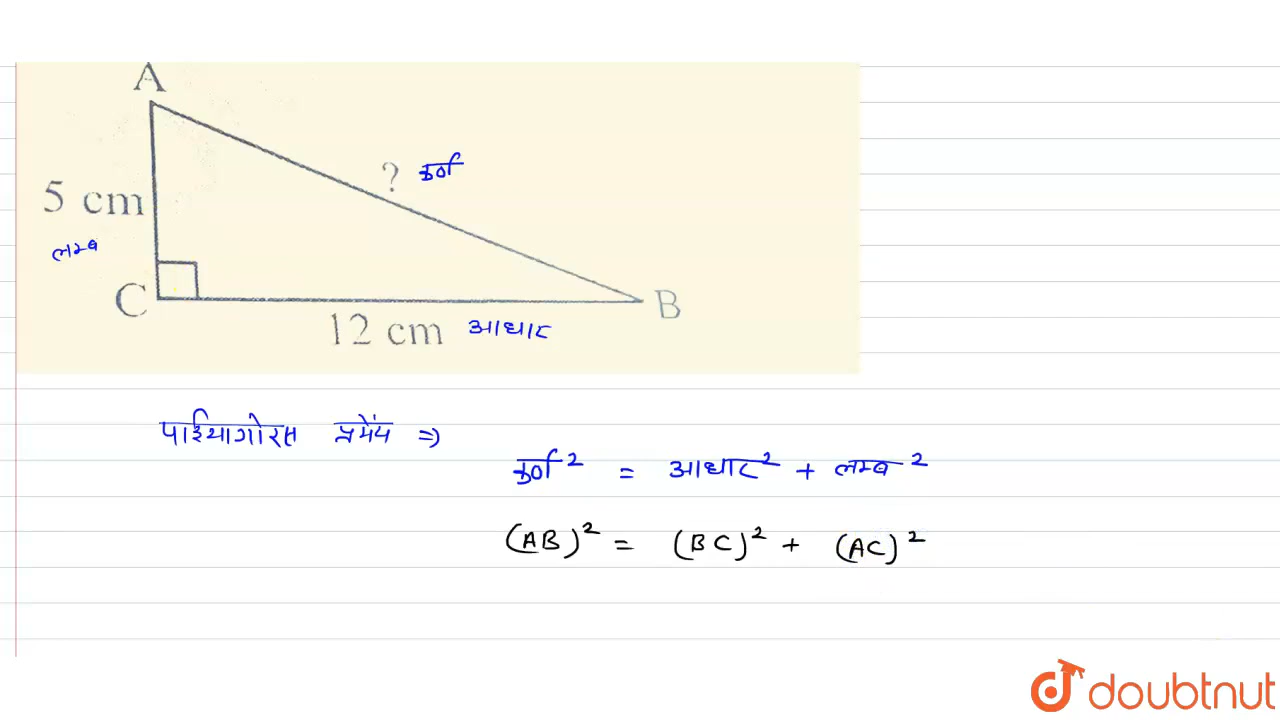 A
? कर्ण
5 cm
लम्ब
C
B
12 cm आधार
पाईथागोरस प्रमेय ⇒
कर्ण² = आधार² + लम्ब²
(AB)² = (BC)² + (AC)²
doubtnut